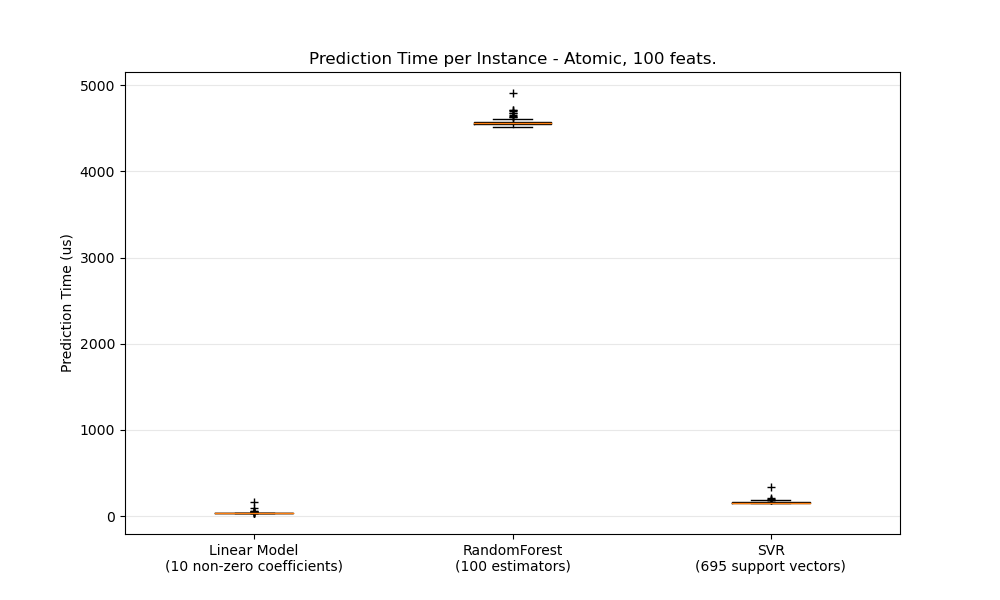 Prediction Time per Instance - Atomic, 100 feats.
Prediction Time (us)
5000
4000
3000
2000
1000
0
Linear Model
(10 non-zero coefficients)
RandomForest
(100 estimators)
SVR
(695 support vectors)